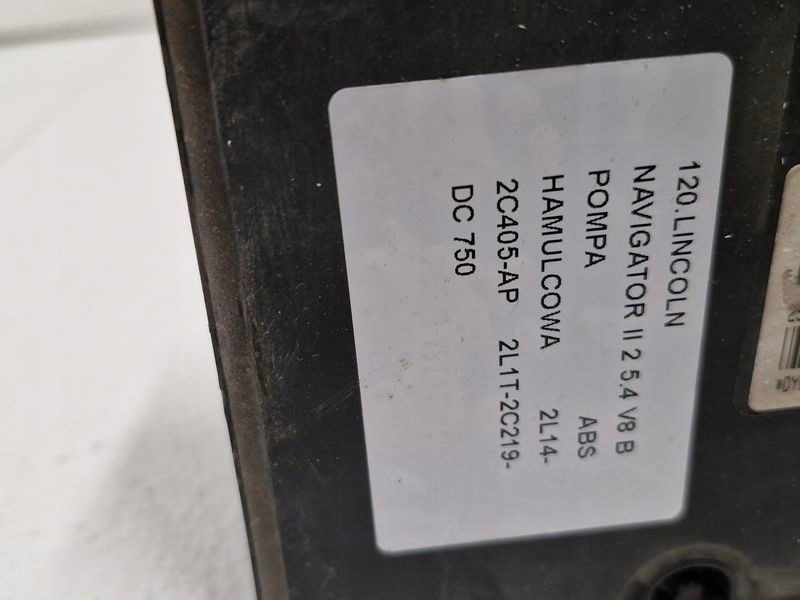 120.LINCOLN
NAVIGATOR II 2 5.4 V8 B
POMPA ABS
HAMULCOWA 2L14-
2C405-AP 2L1T-2C219-
DC 750